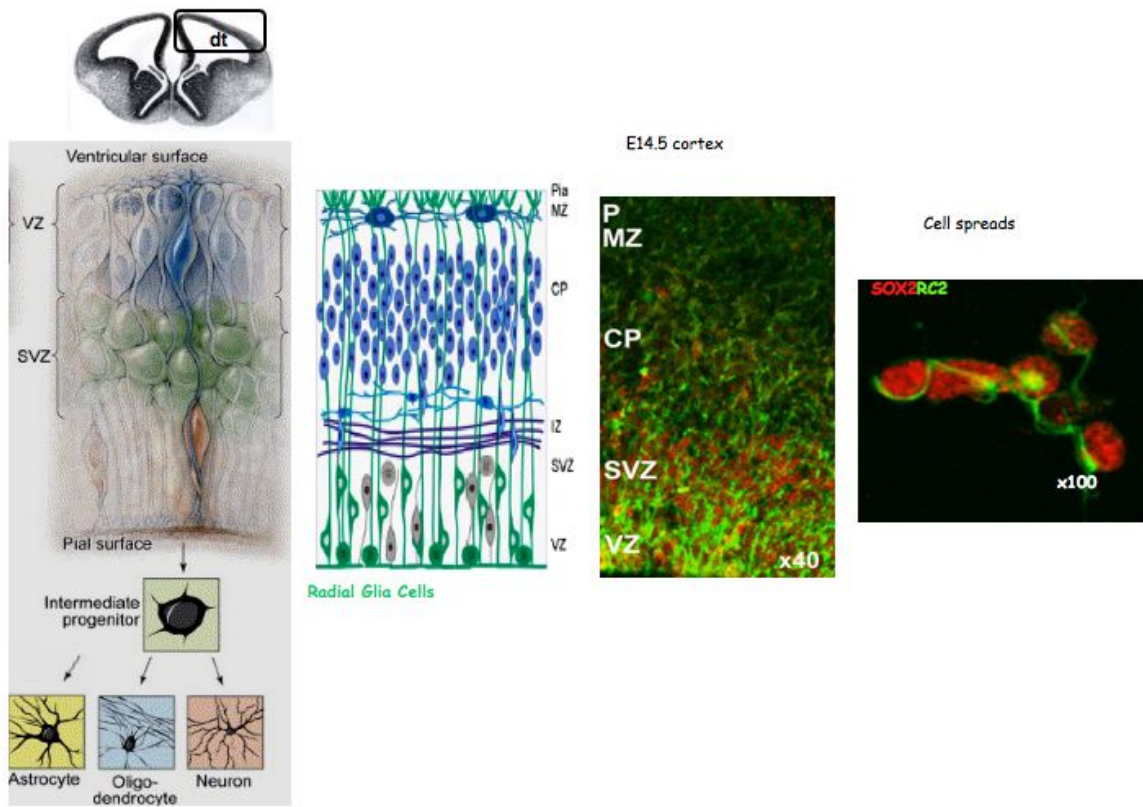 dt
Ventricular surface
VZ
SVZ
Pial surface
Intermediate
progenitor
Astrocyte
Oligo-
dendrocyte
Neuron
Pia
MZ
CP
IZ
SVZ
VZ
Radial Glia Cells
E14.5 cortex
P
MZ
CP
SVZ
VZ
x40
Cell spreads
SOX2RC2
x100